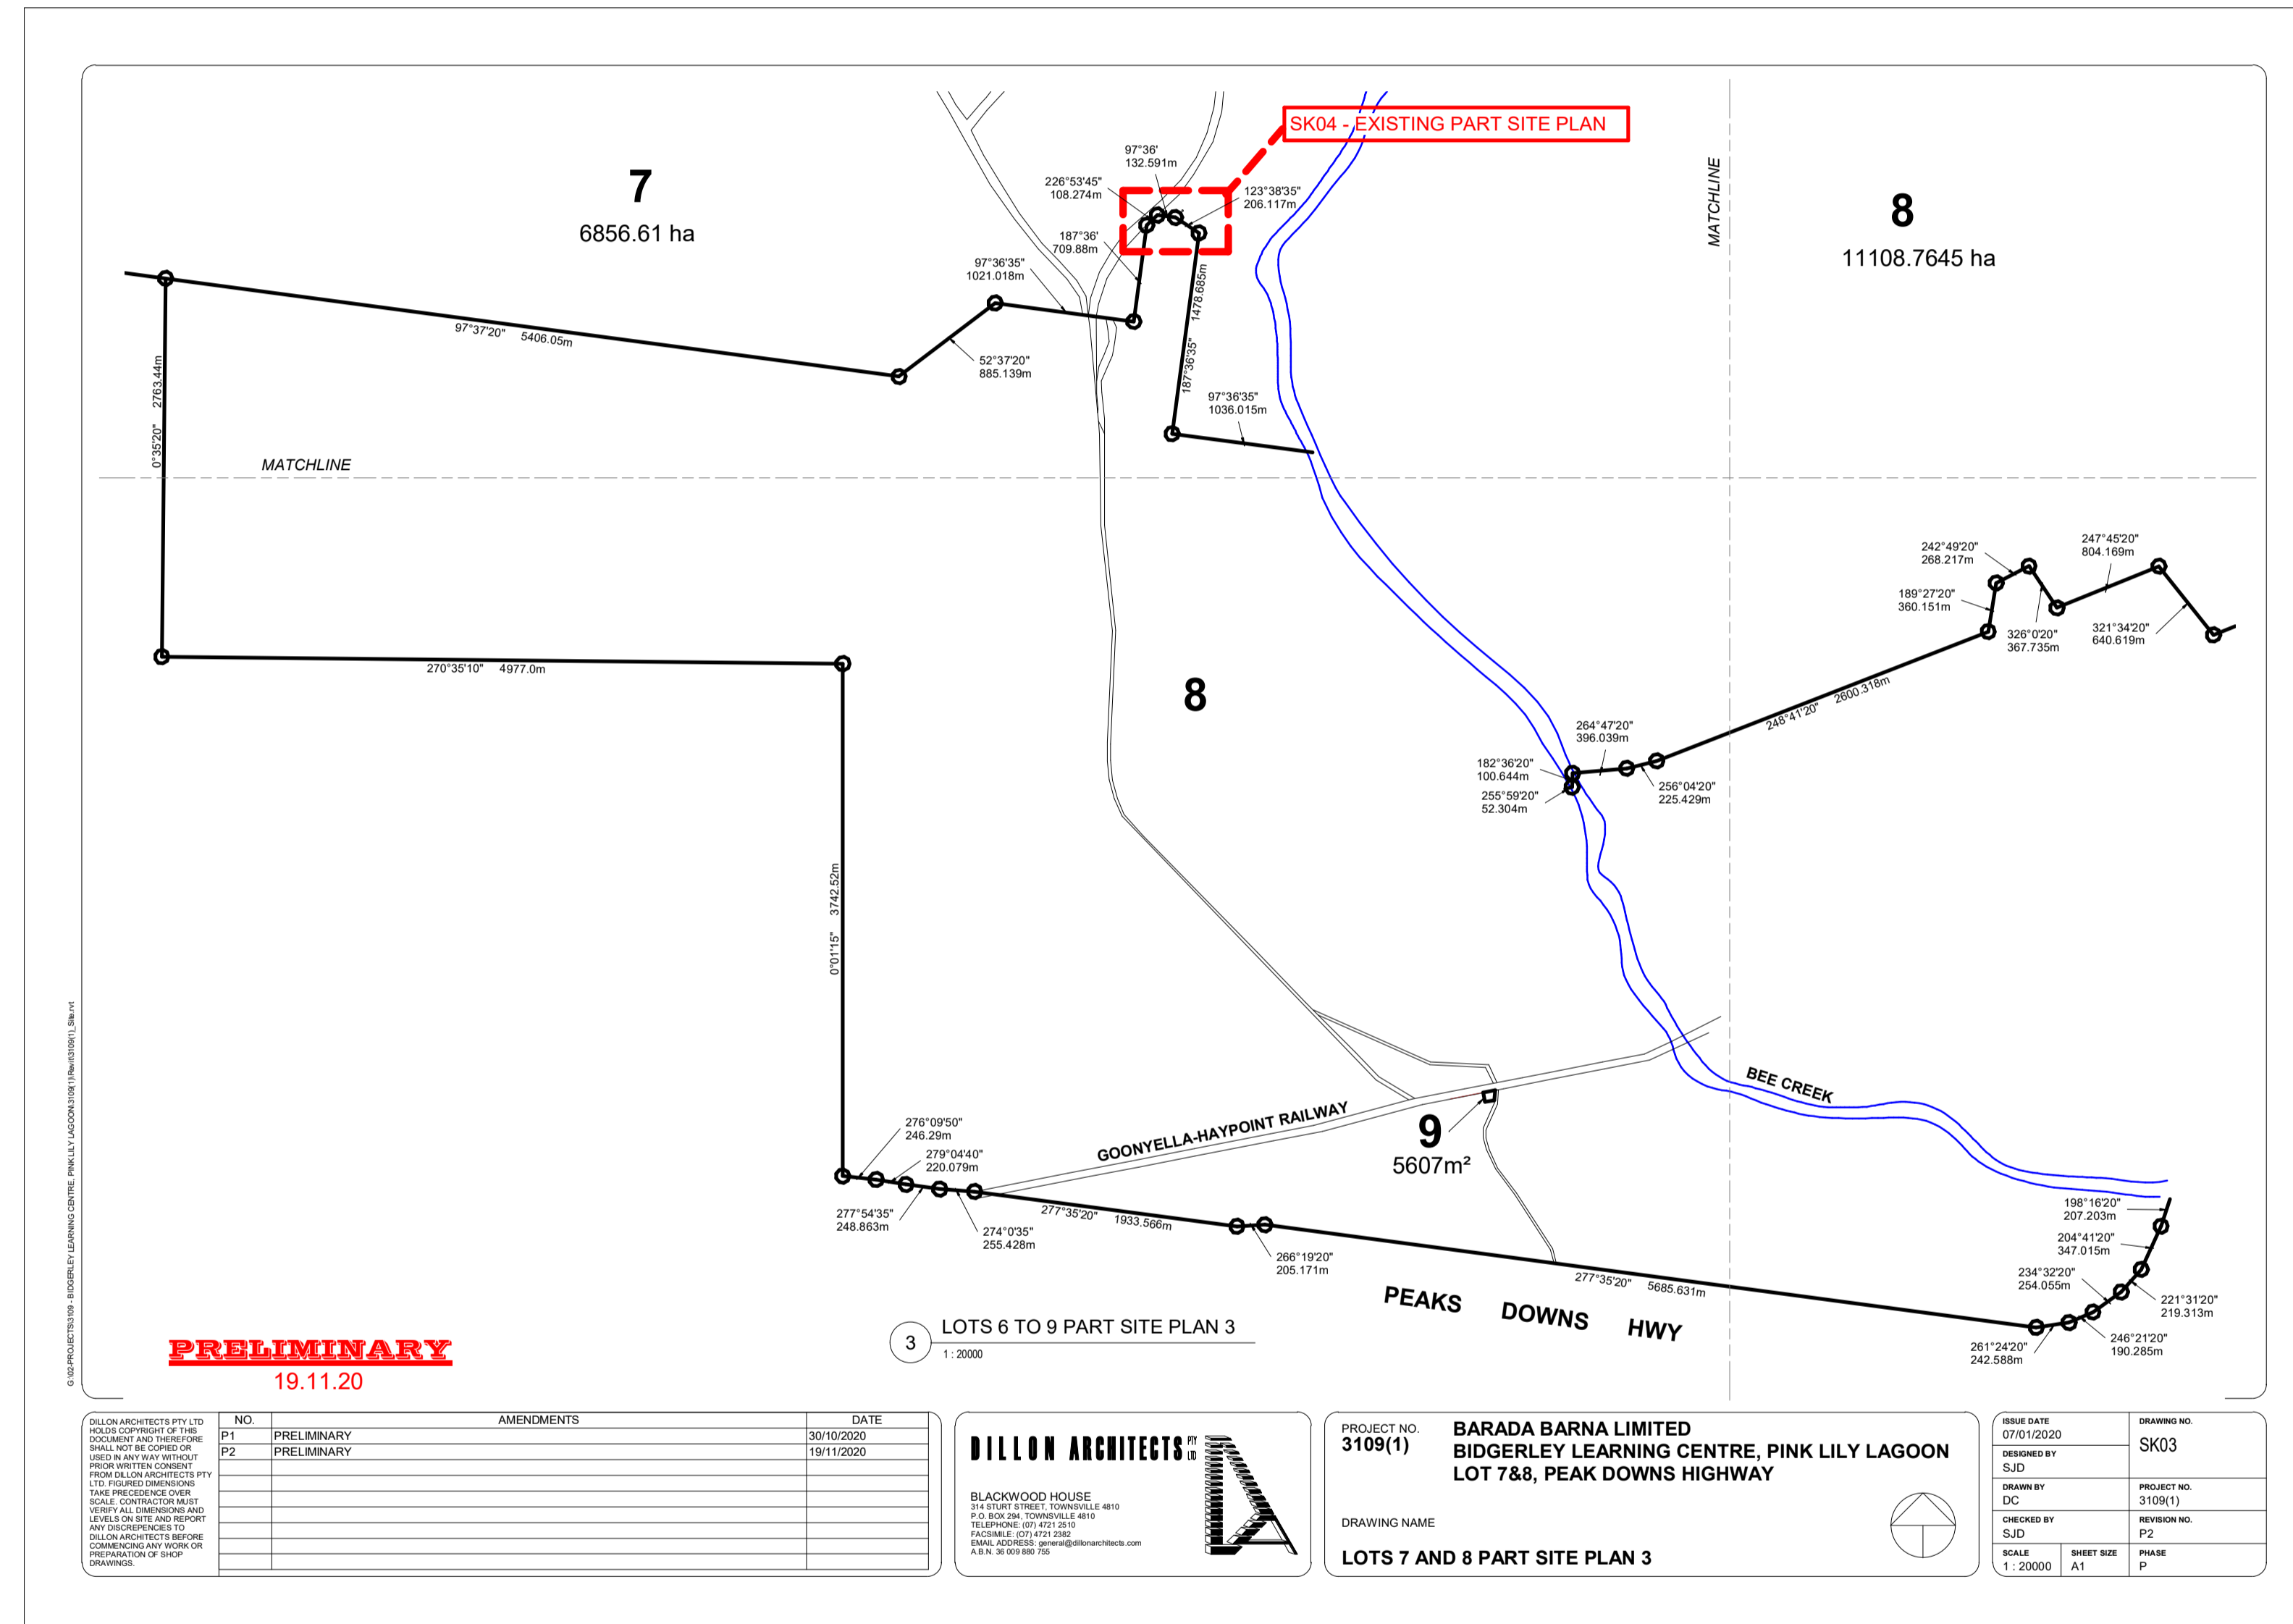 SK04 - EXISTING PART SITE PLAN
7
6856.61 ha
97°36'
132.591m
226°53'45"
108.274m
123°38'35"
206.117m
187°36'
709.88m
97°36'35"
1021.018m
MATCHLINE
8
11108.7645 ha
97°37'20" 5406.05m
52°37'20"
885.139m
187°36'35" 1478.685m
97°36'35"
1036.015m
0°35'20" 2763.44m
MATCHLINE
242°49'20"
268.217m
247°45'20"
804.169m
189°27'20"
360.151m
326°0'20"
367.735m
321°34'20"
640.619m
270°35'10" 4977.0m
8
248°41'20" 2600.318m
264°47'20"
396.039m
182°36'20"
100.644m
255°59'20"
52.304m
256°04'20"
225.429m
0°01'15" 3742.52m
BEE CREEK
GOONYELLA-HAYPOINT RAILWAY
9
5607m²
276°09'50"
246.29m
279°04'40"
220.079m
277°54'35"
248.863m
274°0'35"
255.428m
277°35'20" 1933.566m
266°19'20"
205.171m
277°35'20" 5685.631m
PEAKS DOWNS HWY
198°16'20"
207.203m
204°41'20"
347.015m
234°32'20"
254.055m
221°31'20"
219.313m
246°21'20"
190.285m
261°24'20"
242.588m
3
LOTS 6 TO 9 PART SITE PLAN 3
1 : 20000
PRELIMINARY
19.11.20
G:\02-PROJECTS\3109 - BIDGERLEY LEARNING CENTRE, PINK LILY LAGOON\3109(1)\Revit\3109(1)_Site.rvt
DILLON ARCHITECTS PTY LTD
HOLDS COPYRIGHT OF THIS
DOCUMENT AND THEREFORE
SHALL NOT BE COPIED OR
USED IN ANY WAY WITHOUT
PRIOR WRITTEN CONSENT
FROM DILLON ARCHITECTS PTY
LTD. FIGURED DIMENSIONS
TAKE PRECEDENCE OVER
SCALE. CONTRACTOR MUST
VERIFY ALL DIMENSIONS AND
LEVELS ON SITE AND REPORT
ANY DISCREPENCIES TO
DILLON ARCHITECTS BEFORE
COMMENCING ANY WORK OR
PREPARATION OF SHOP
DRAWINGS.
NO. AMENDMENTS DATE
P1 PRELIMINARY 30/10/2020
P2 PRELIMINARY 19/11/2020
DILLON ARCHITECTS PTY LTD
BLACKWOOD HOUSE
314 STURT STREET, TOWNSVILLE 4810
P.O. BOX 294, TOWNSVILLE 4810
TELEPHONE: (07) 4721 2510
FACSIMILE: (O7) 4721 2382
EMAIL ADDRESS: general@dillonarchitects.com
A.B.N. 36 009 880 755
PROJECT NO.
3109(1)
BARADA BARNA LIMITED
BIDGERLEY LEARNING CENTRE, PINK LILY LAGOON
LOT 7&8, PEAK DOWNS HIGHWAY
DRAWING NAME
LOTS 7 AND 8 PART SITE PLAN 3
ISSUE DATE
07/01/2020
DRAWING NO.
SK03
DESIGNED BY
SJD
DRAWN BY
DC
PROJECT NO.
3109(1)
CHECKED BY
SJD
REVISION NO.
P2
SCALE
1 : 20000
SHEET SIZE
A1
PHASE
P